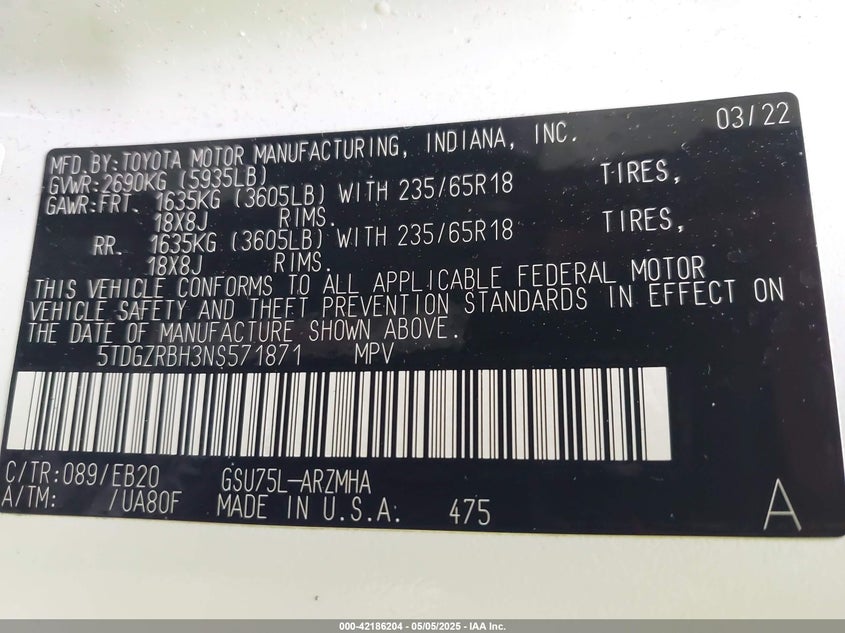 03/22
MFD.BY:TOYOTA MOTOR MANUFACTURING, INDIANA, INC.
GVWR:2690KG (5935LB)
GAWR:FRT. 1635KG (3605LB) WITH 235/65R18 TIRES,
18X8J RIMS.
RR. 1635KG (3605LB) WITH 235/65R18 TIRES,
18X8J RIMS.
THIS VEHICLE CONFORMS TO ALL APPLICABLE FEDERAL MOTOR
VEHICLE SAFETY AND THEFT PREVENTION STANDARDS IN EFFECT ON
THE DATE OF MANUFACTURE SHOWN ABOVE.
5TDGZRBH3NS571871 MPV
C/TR:089/EB20 GSU75L-ARZMHA
A/TM: /UA80F MADE IN U.S.A. 475 A
000-42186204 - 05/05/2025 - IAA Inc.